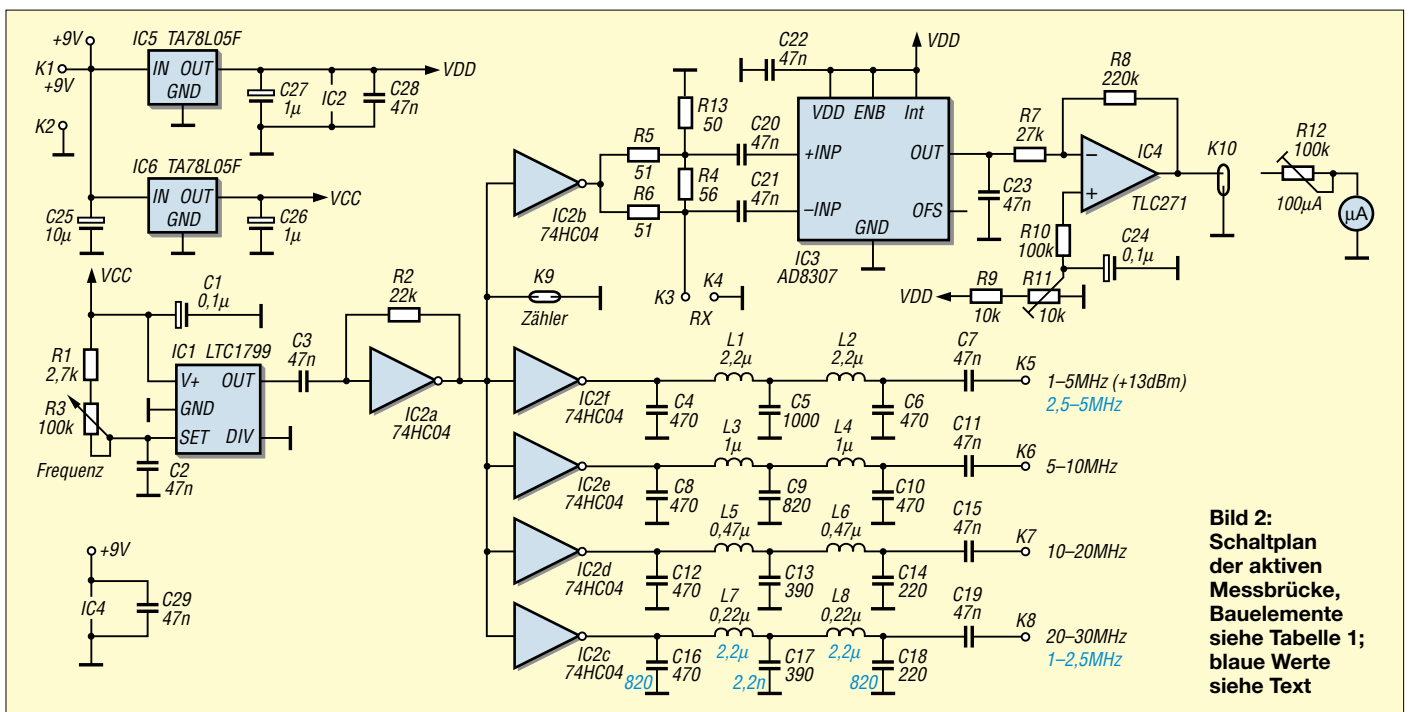 +9V
K1
+9V
K2
IC5 TA78L05F
IN OUT
GND
C27
1µ
IC2
C28
47n
VDD
IC6 TA78L05F
IN OUT
GND
C25
10µ
C26
1µ
VCC
VCC
C1
0,1µ
R1
2,7k
R3
100k
Frequenz
IC1 LTC1799
V+ OUT
GND
SET DIV
C2
47n
C3
47n
R2
22k
IC2a
74HC04
+9V
IC4
C29
47n
IC2b
74HC04
R5
51
R6
51
R13
50
R4
56
C20
47n
C21
47n
C22
47n
VDD
VDD ENB Int
+INP
OUT
–INP
OFS
GND
IC3
AD8307
K9
Zähler
K3 K4
RX
C23
47n
R7
27k
R8
220k
–
+
IC4
TLC271
R10
100k
C24
0,1µ
VDD
R9
10k
R11
10k
K10
R12
100k
100µA
µA
IC2f
74HC04
C4
470
L1
2,2µ
C5
1000
L2
2,2µ
C6
470
C7
47n
K5
1–5MHz (+13dBm)
2,5–5MHz
IC2e
74HC04
C8
470
L3
1µ
C9
820
L4
1µ
C10
470
C11
47n
K6
5–10MHz
IC2d
74HC04
C12
470
L5
0,47µ
C13
390
L6
0,47µ
C14
220
C15
47n
K7
10–20MHz
IC2c
74HC04
C16
470
820
L7
0,22µ
2,2µ
C17
390
2,2n
L8
0,22µ
2,2µ
C18
220
820
C19
47n
K8
20–30MHz
1–2,5MHz
Bild 2:
Schaltplan
der aktiven
Messbrücke,
Bauelemente
siehe Tabelle 1;
blaue Werte
siehe Text